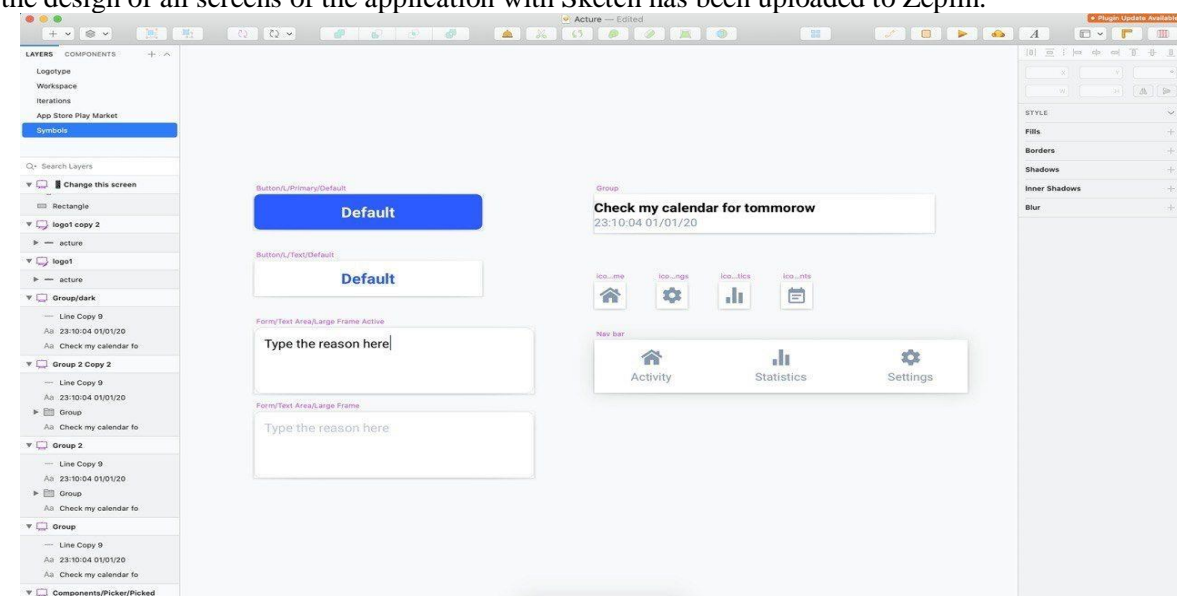 the design of all screens of the application with Sketch has been uploaded to Zeplin.
Acture — Edited
Plugin Update Available
LAYERS COMPONENTS
Logotype
Workspace
Iterations
App Store Play Market
Symbols
Search Layers
Change this screen
Rectangle
logo1 copy 2
acture
logo1
acture
Group/dark
Line Copy 9
Aa 23:10:04 01/01/20
Aa Check my calendar fo
Group 2 Copy 2
Line Copy 9
Aa 23:10:04 01/01/20
Group
Aa Check my calendar fo
Group 2
Line Copy 9
Aa 23:10:04 01/01/20
Group
Aa Check my calendar fo
Group
Line Copy 9
Aa 23:10:04 01/01/20
Aa Check my calendar fo
Components/Picker/Picked
Button/L/Primary/Default
Default
Button/L/Text/Default
Default
Form/Text Area/Large Frame Active
Type the reason here
Form/Text Area/Large Frame
Type the reason here
Group
Check my calendar for tommorow
23:10:04 01/01/20
ico...me ico...ngs ico...tics ico...nts
Nav bar
Activity Statistics Settings
X Y
W H
STYLE
Fills
Borders
Shadows
Inner Shadows
Blur